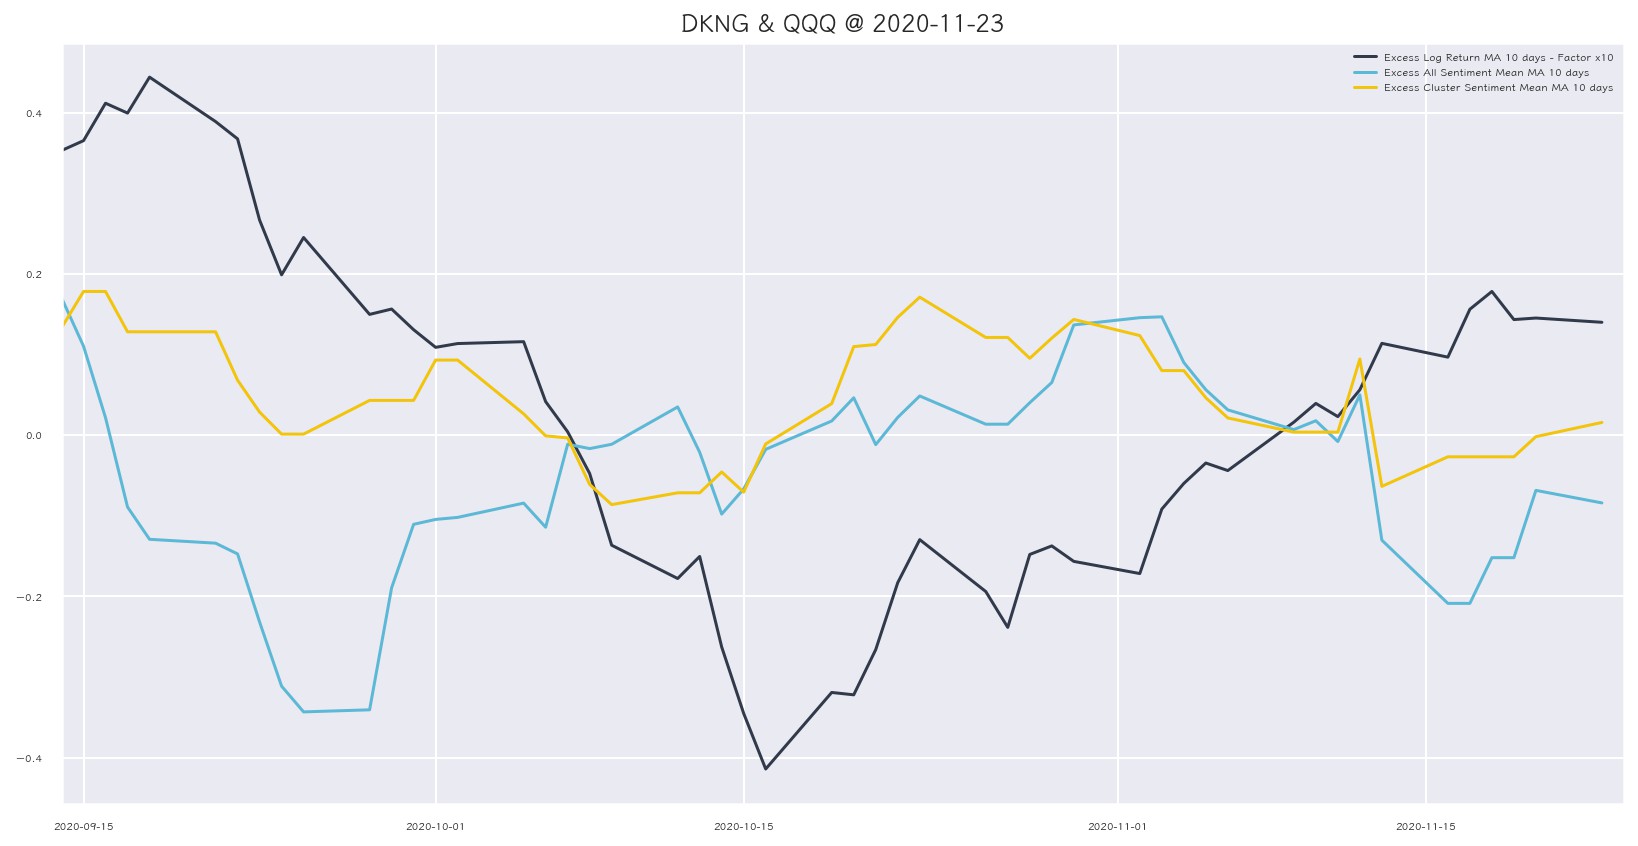 DKNG & QQQ @ 2020-11-23
Excess Log Return MA 10 days - Factor x10
Excess All Sentiment Mean MA 10 days
Excess Cluster Sentiment Mean MA 10 days
0.4
0.2
0.0
−0.2
−0.4
2020-09-15
2020-10-01
2020-10-15
2020-11-01
2020-11-15